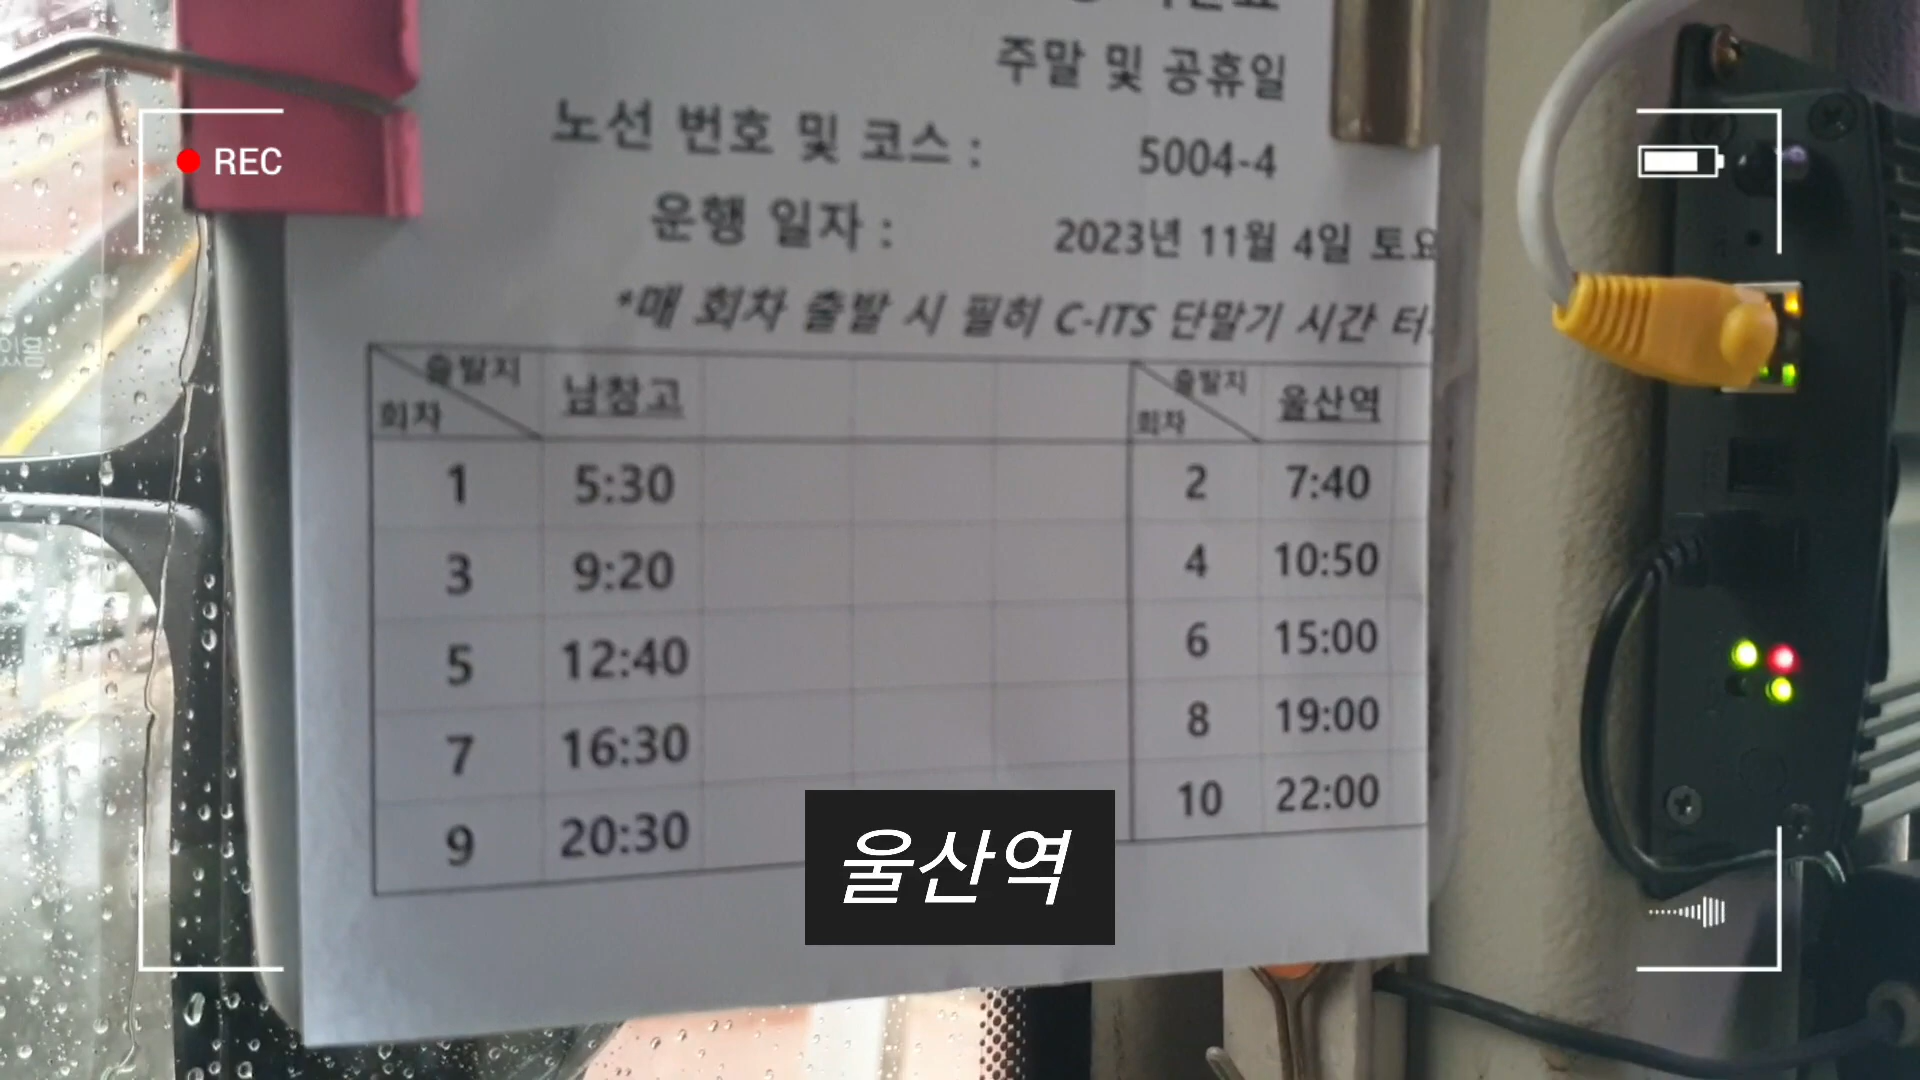 주말 및 공휴일
노선 번호 및 코스 : 5004-4
운행 일자 : 2023년 11월 4일 토요
*매 회차 출발 시 필히 C-ITS 단말기 시간 터
출발지 회차 남창고 출발지 회차 울산역
1 5:30 2 7:40
3 9:20 4 10:50
5 12:40 6 15:00
7 16:30 8 19:00
9 20:30 10 22:00
REC
울산역